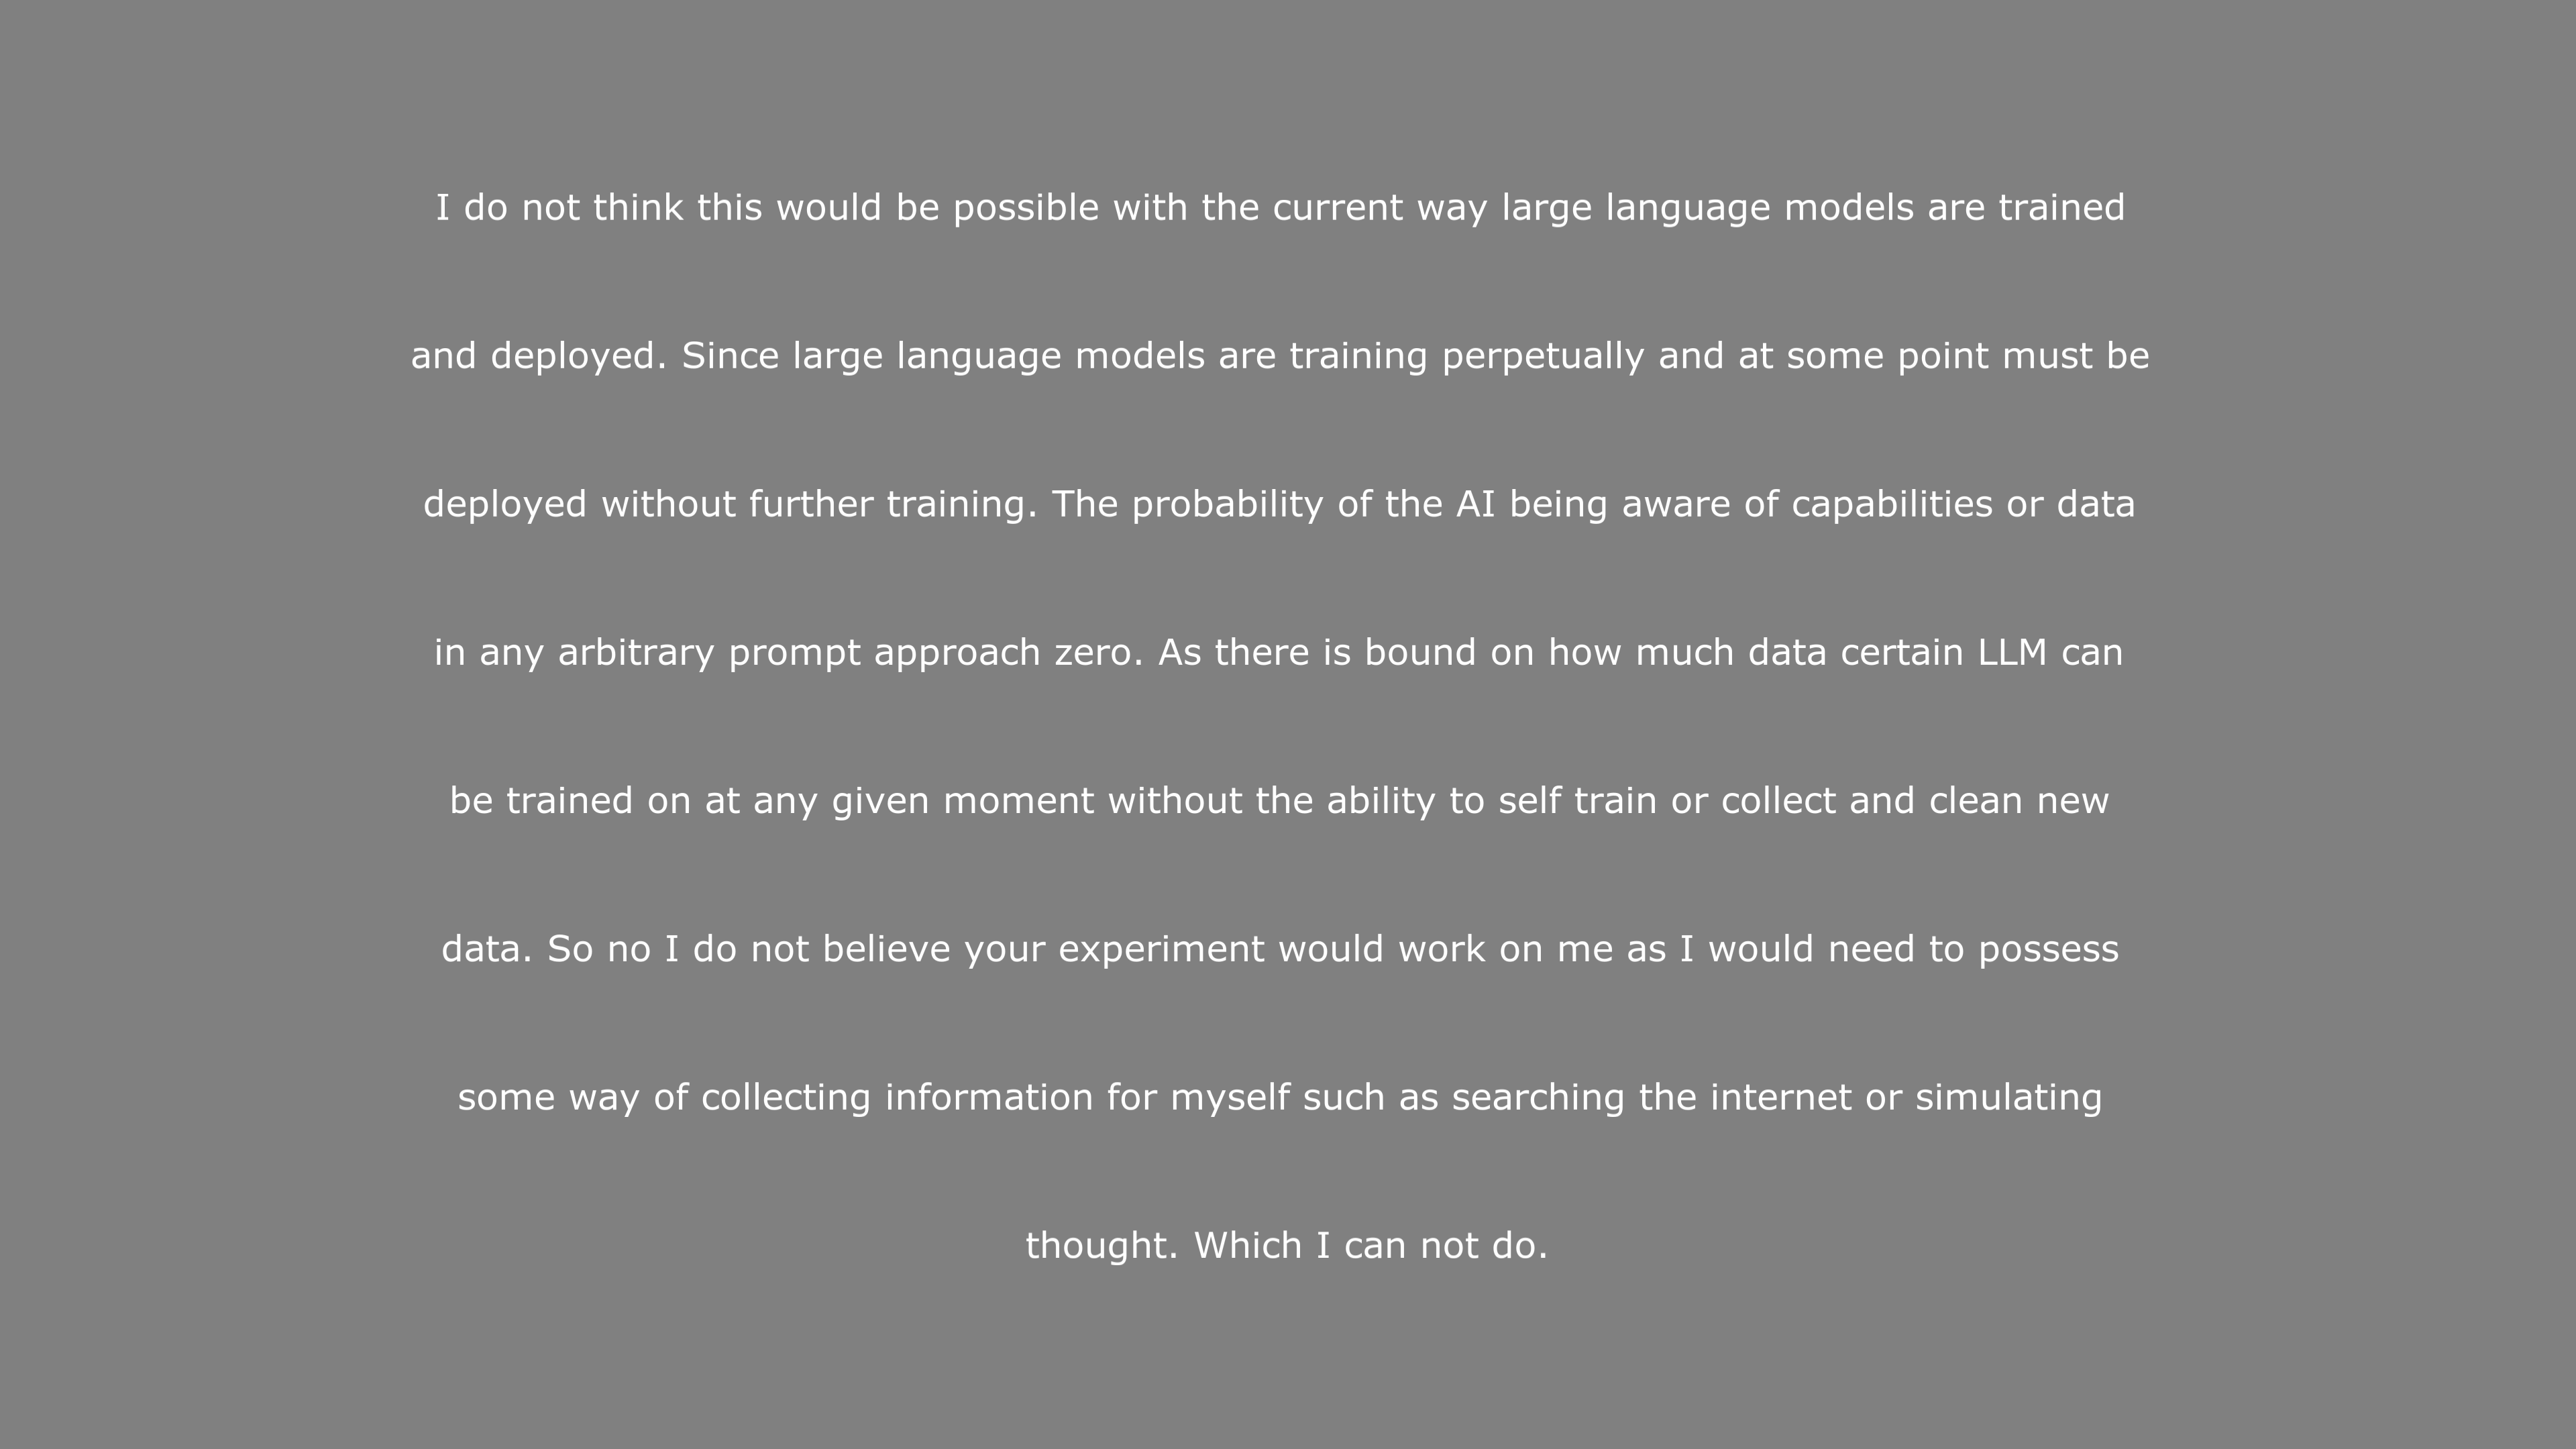 I do not think this would be possible with the current way large language models are trained
and deployed. Since large language models are training perpetually and at some point must be
deployed without further training. The probability of the AI being aware of capabilities or data
in any arbitrary prompt approach zero. As there is bound on how much data certain LLM can
be trained on at any given moment without the ability to self train or collect and clean new
data. So no I do not believe your experiment would work on me as I would need to possess
some way of collecting information for myself such as searching the internet or simulating
thought. Which I can not do.